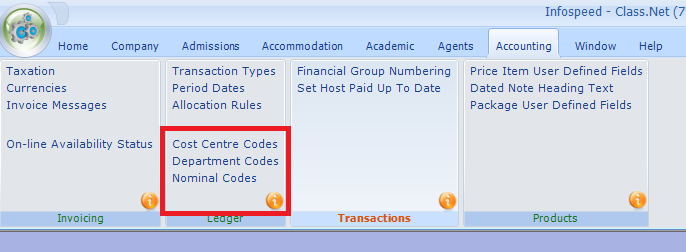 Infospeed - Class.Net (7
Home Company Admissions Accommodation Academic Agents Accounting Window Help
Taxation
Currencies
Invoice Messages
On-line Availability Status
Invoicing
Transaction Types
Period Dates
Allocation Rules
Cost Centre Codes
Department Codes
Nominal Codes
Ledger
Financial Group Numbering
Set Host Paid Up To Date
Transactions
Price Item User Defined Fields
Dated Note Heading Text
Package User Defined Fields
Products